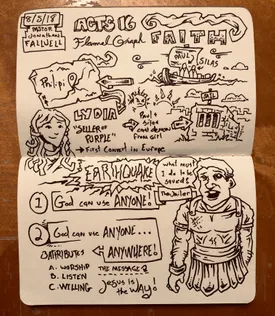 8/5/18
PASTOR
Jonathan
FALWELL
ACTS 16
Flannel Graph
FAITH
PAUL
SILAS
Philipi
LYDIA
"SELLER of
PURPLE"
→ First Convert in Europe
Paul +
Silas
cast demon
from Girl
EARTHQUAKE
What must
I do to be
saved?
The Jailer
1 God can use ANYONE!
2 God can use ANYONE...
ANYWHERE!
ATTRIBUTES
A. WORSHIP
B. LISTEN
C. WILLING
THE MESSAGE
Jesus is
the Way!